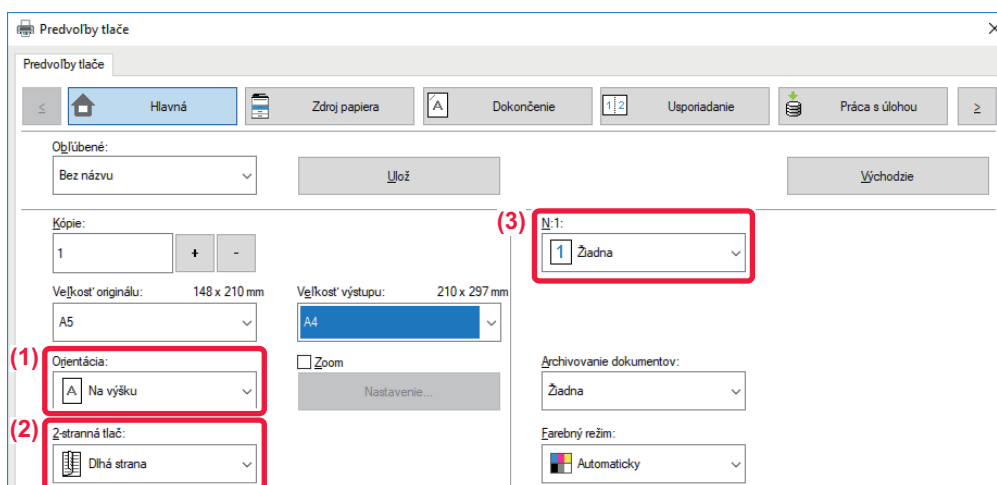 Predvoľby tlače
Predvoľby tlače
<
Hlavná
A
Zdroj papiera
Dokončenie
1 2
Usporiadanie
Práca s úlohou
>
Obľúbené:
Bez názvu
Ulož
Východzie
Kópie:
1
+
-
(3)
N:1:
1 Žiadna
Veľkosť originálu: 148 x 210 mm
A5
Veľkosť výstupu: 210 x 297 mm
A4
(1)
Orientácia:
A Na výšku
Zoom
Nastavenie...
Archivovanie dokumentov:
Žiadna
(2)
2-stranná tlač:
Dlhá strana
Farebný režim:
Automaticky